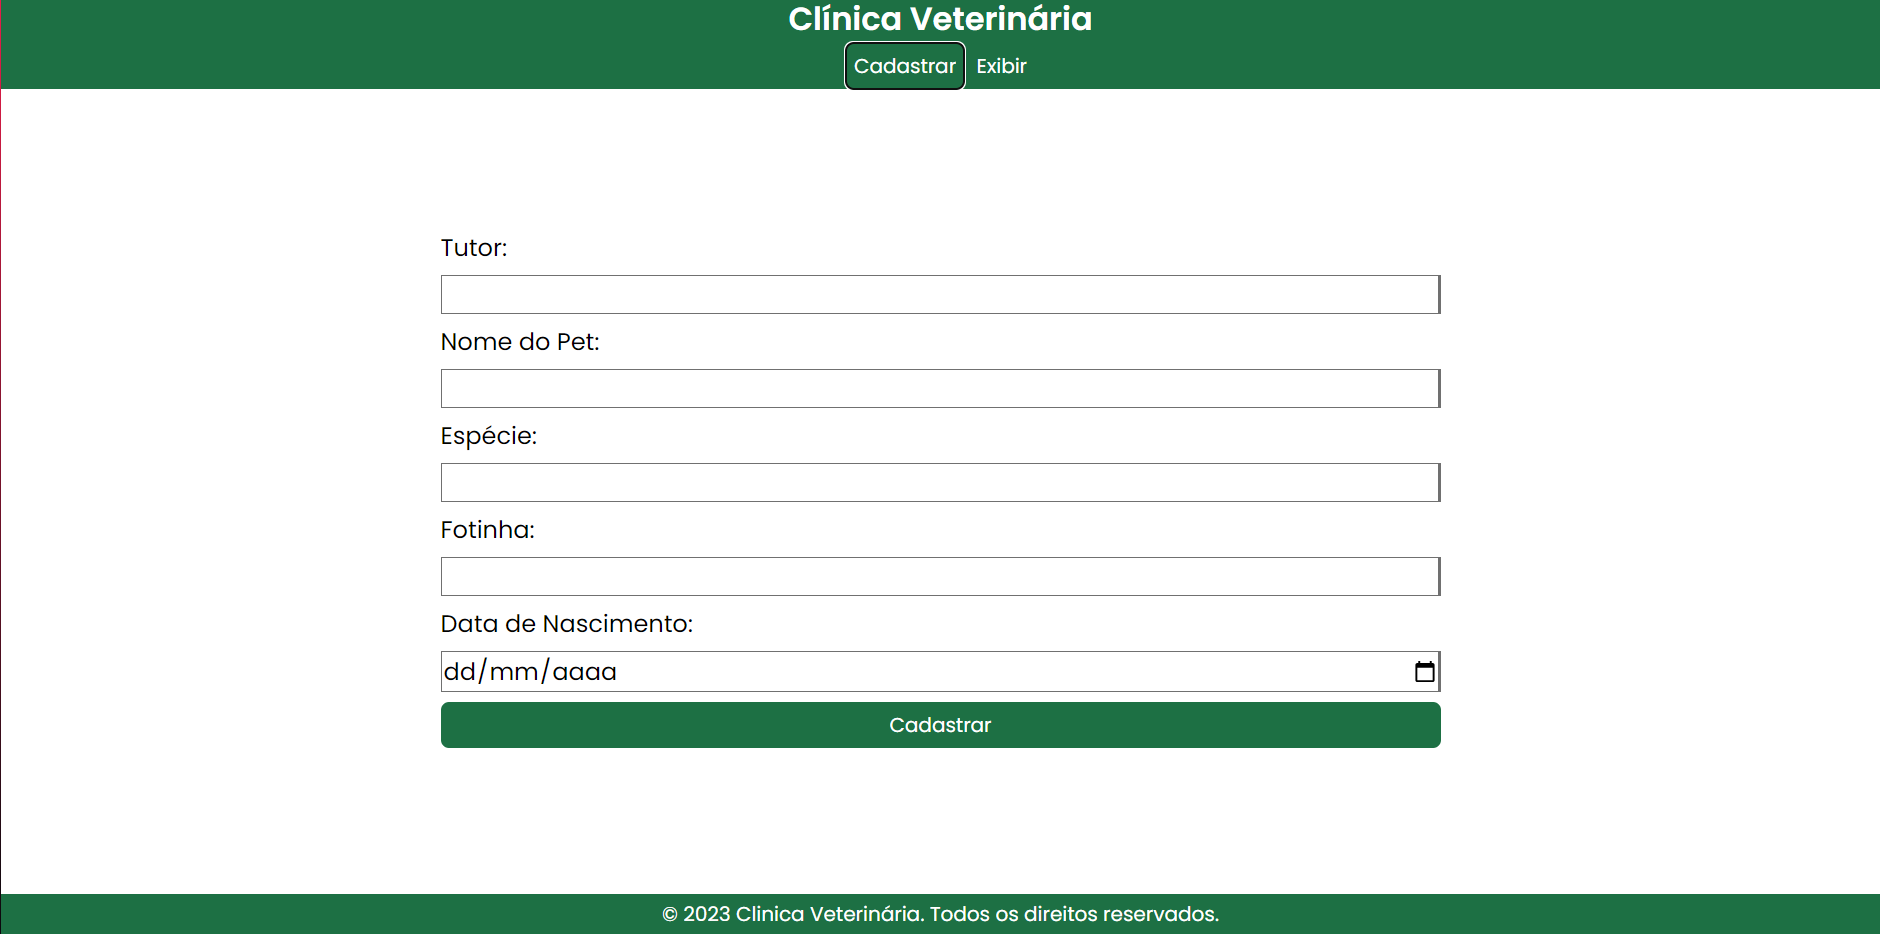 Clínica Veterinária
Cadastrar Exibir
Tutor:
Nome do Pet:
Espécie:
Fotinha:
Data de Nascimento:
dd/mm/aaaa
Cadastrar
© 2023 Clinica Veterinária. Todos os direitos reservados.